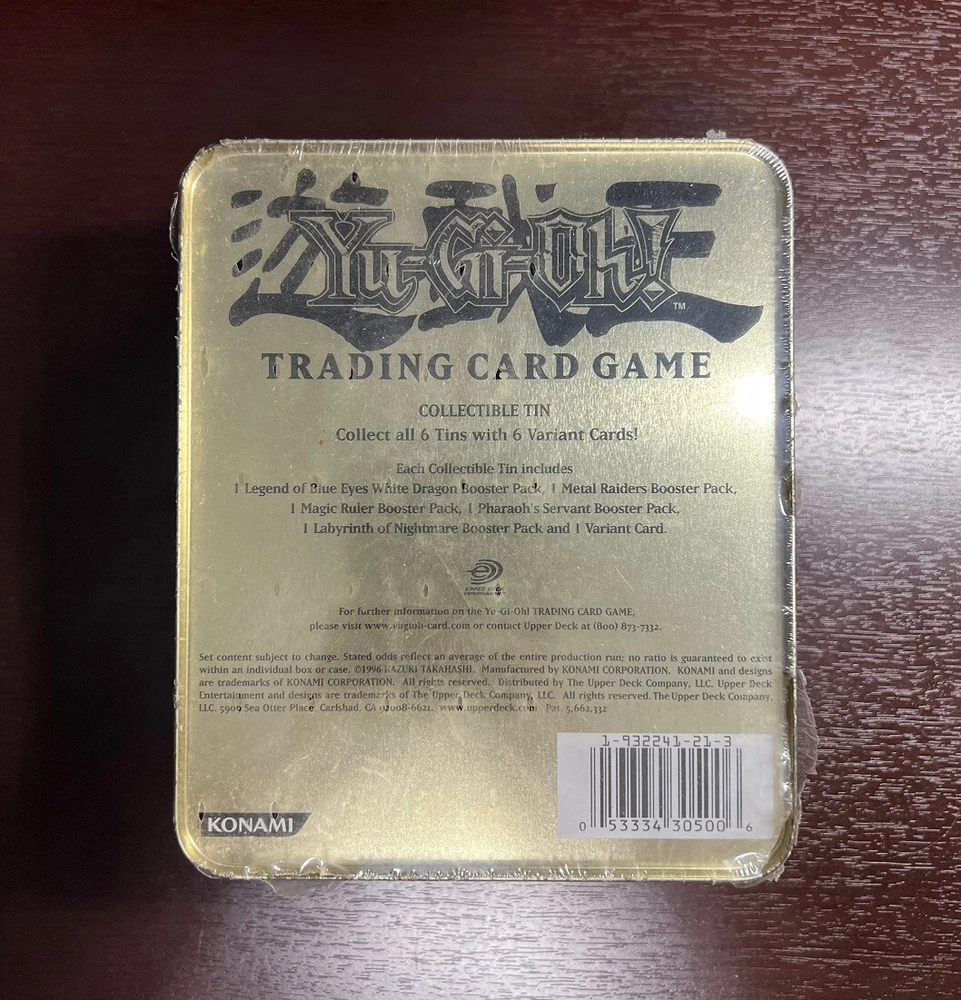 遊戯王
Yu-Gi-Oh!™
TRADING CARD GAME
COLLECTIBLE TIN
Collect all 6 Tins with 6 Variant Cards!
Each Collectible Tin includes
1 Legend of Blue Eyes White Dragon Booster Pack, 1 Metal Raiders Booster Pack,
1 Magic Ruler Booster Pack, 1 Pharaoh's Servant Booster Pack,
1 Labyrinth of Nightmare Booster Pack and 1 Variant Card.
UPPER DECK
ENTERTAINMENT
For further information on the Yu-Gi-Oh! TRADING CARD GAME,
please visit www.yugioh-card.com or contact Upper Deck at (800) 873-7332.
Set content subject to change. Stated odds reflect an average of the entire production run; no ratio is guaranteed to exist
within an individual box or case. ©1996 KAZUKI TAKAHASHI. Manufactured by KONAMI CORPORATION. KONAMI and designs
are trademarks of KONAMI CORPORATION. All rights reserved. Distributed by The Upper Deck Company, LLC. Upper Deck
Entertainment and designs are trademarks of The Upper Deck Company, LLC. All rights reserved. The Upper Deck Company,
LLC. 5909 Sea Otter Place, Carlsbad, CA 92008-6621. www.upperdeck.com Pat. 5,662,332
1-932241-21-3
0 53334 30500 6
KONAMI